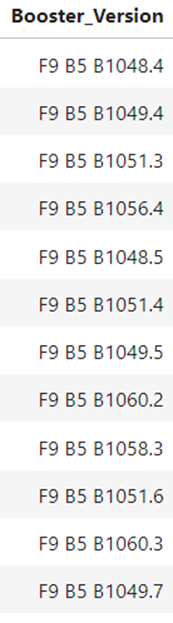 Booster_Version
F9 B5 B1048.4
F9 B5 B1049.4
F9 B5 B1051.3
F9 B5 B1056.4
F9 B5 B1048.5
F9 B5 B1051.4
F9 B5 B1049.5
F9 B5 B1060.2
F9 B5 B1058.3
F9 B5 B1051.6
F9 B5 B1060.3
F9 B5 B1049.7